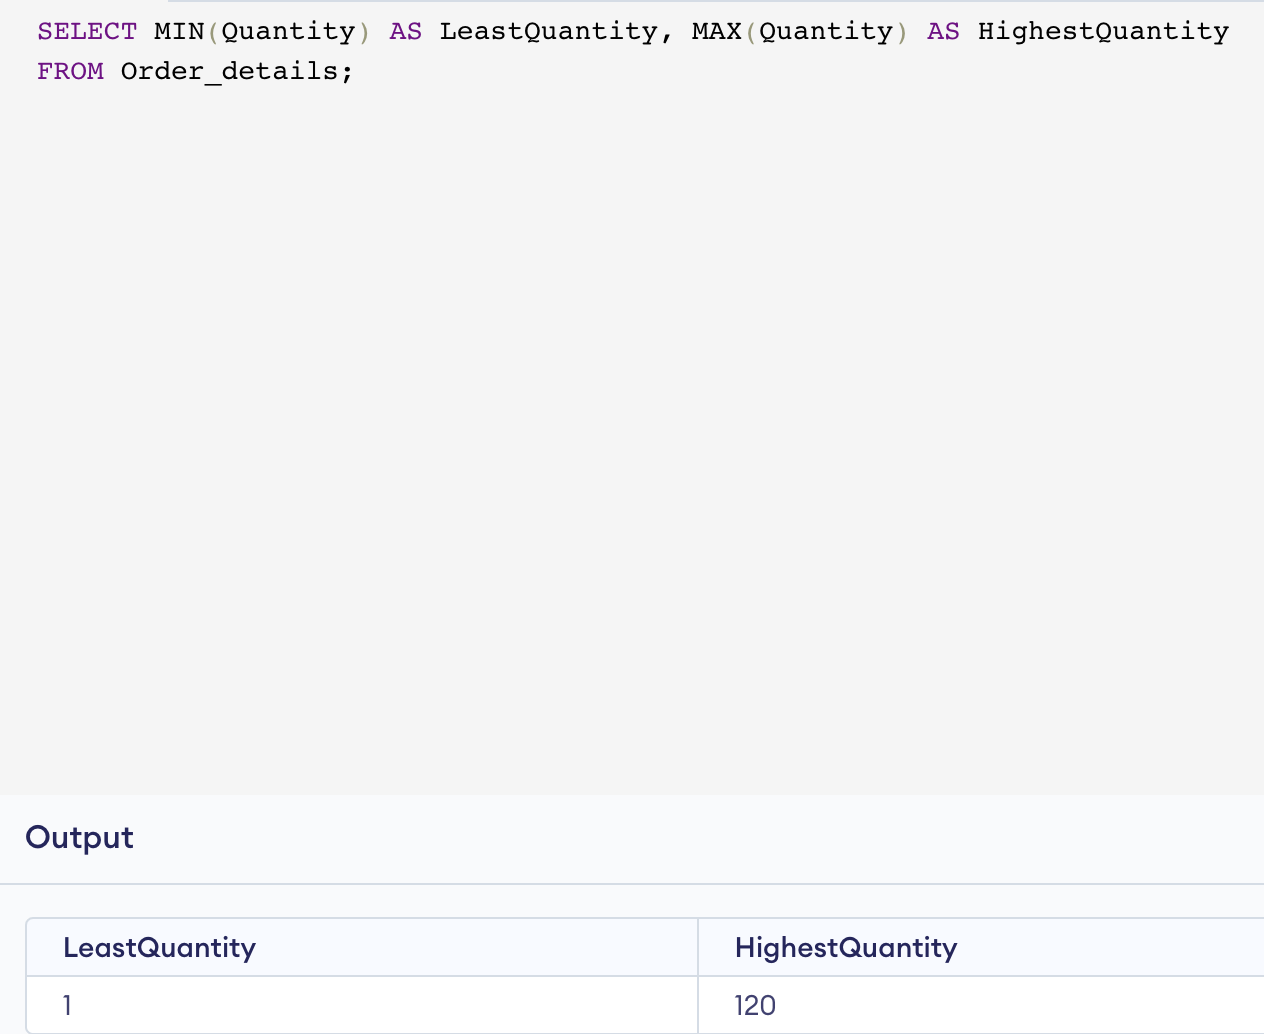 SELECT MIN(Quantity) AS LeastQuantity, MAX(Quantity) AS HighestQuantity
FROM Order_details;
Output
LeastQuantity HighestQuantity
1 120